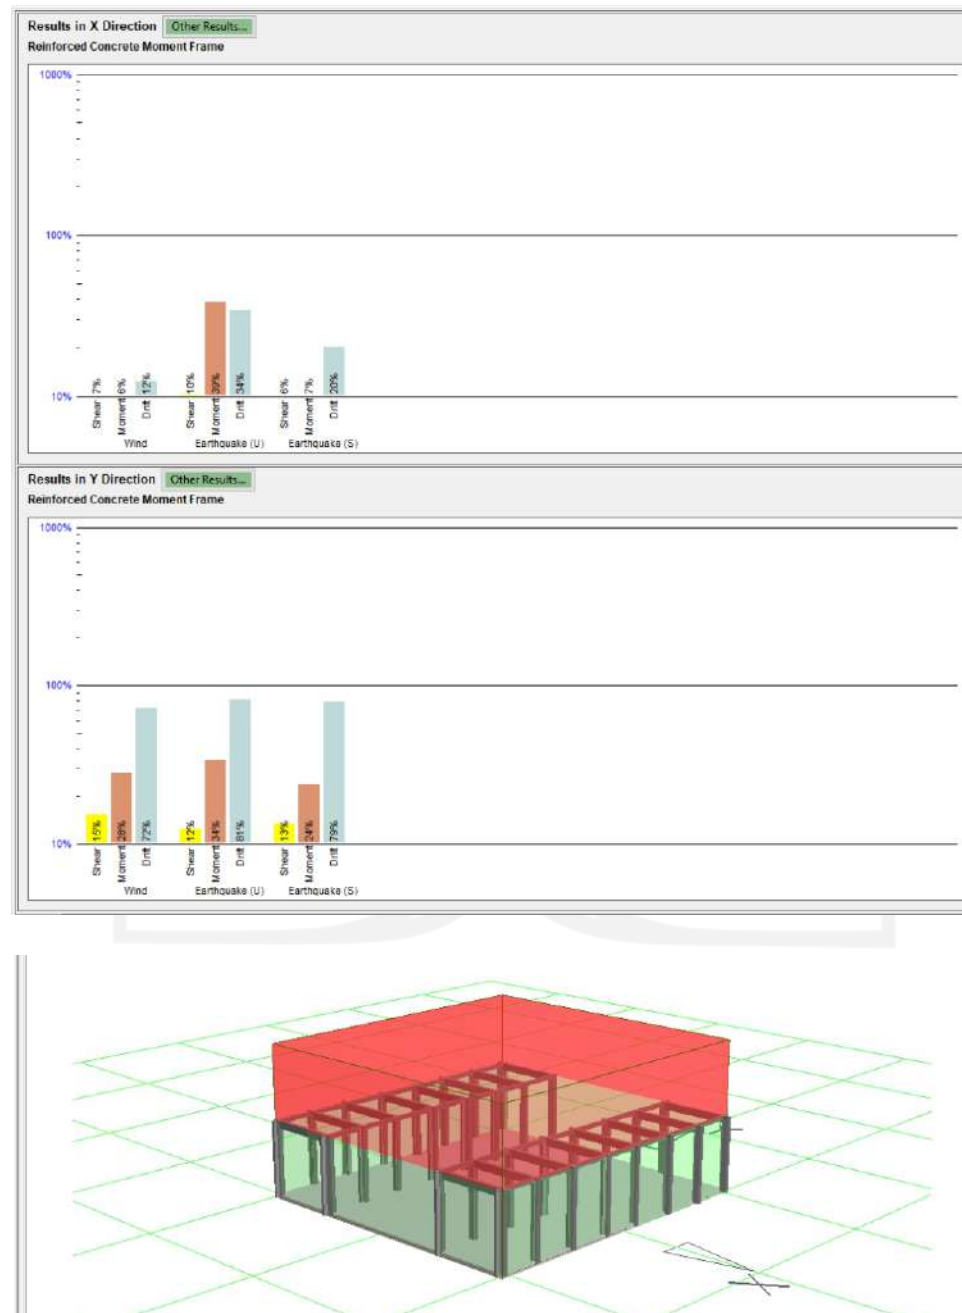 Results in X Direction Other Results...
Reinforced Concrete Moment Frame
1000%
100%
10%
Shear 7%
Moment 6%
Drift 12%
Shear 10%
Moment 39%
Drift 34%
Shear 6%
Moment 7%
Drift 20%
Wind Earthquake (U) Earthquake (S)
Results in Y Direction Other Results...
Reinforced Concrete Moment Frame
1000%
100%
10%
Shear 15%
Moment 28%
Drift 72%
Shear 12%
Moment 34%
Drift 81%
Shear 13%
Moment 24%
Drift 79%
Wind Earthquake (U) Earthquake (S)